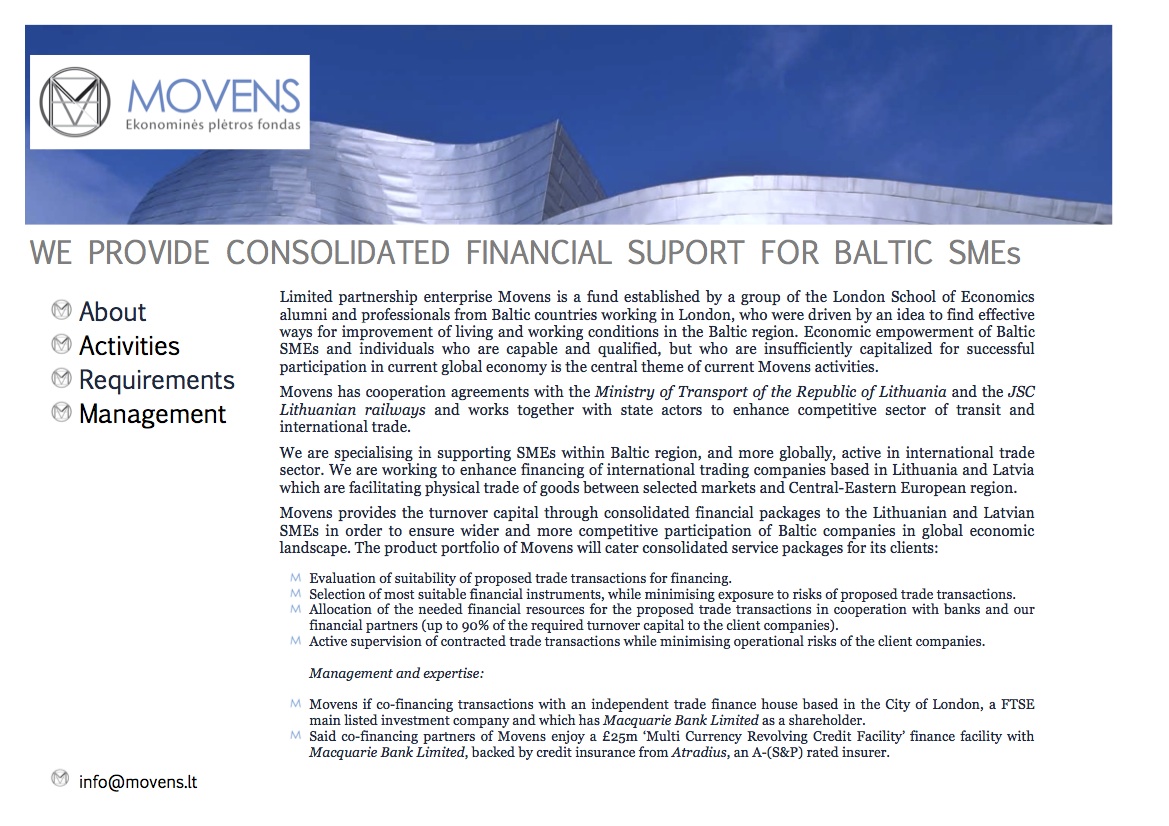 MOVENS
Ekonominės plėtros fondas
WE PROVIDE CONSOLIDATED FINANCIAL SUPORT FOR BALTIC SMEs
About
Activities
Requirements
Management
Limited partnership enterprise Movens is a fund established by a group of the London School of Economics
alumni and professionals from Baltic countries working in London, who were driven by an idea to find effective
ways for improvement of living and working conditions in the Baltic region. Economic empowerment of Baltic
SMEs and individuals who are capable and qualified, but who are insufficiently capitalized for successful
participation in current global economy is the central theme of current Movens activities.
Movens has cooperation agreements with the Ministry of Transport of the Republic of Lithuania and the JSC
Lithuanian railways and works together with state actors to enhance competitive sector of transit and
international trade.
We are specialising in supporting SMEs within Baltic region, and more globally, active in international trade
sector. We are working to enhance financing of international trading companies based in Lithuania and Latvia
which are facilitating physical trade of goods between selected markets and Central-Eastern European region.
Movens provides the turnover capital through consolidated financial packages to the Lithuanian and Latvian
SMEs in order to ensure wider and more competitive participation of Baltic companies in global economic
landscape. The product portfolio of Movens will cater consolidated service packages for its clients:
M Evaluation of suitability of proposed trade transactions for financing.
M Selection of most suitable financial instruments, while minimising exposure to risks of proposed trade transactions.
M Allocation of the needed financial resources for the proposed trade transactions in cooperation with banks and our
financial partners (up to 90% of the required turnover capital to the client companies).
M Active supervision of contracted trade transactions while minimising operational risks of the client companies.
Management and expertise:
M Movens if co-financing transactions with an independent trade finance house based in the City of London, a FTSE
main listed investment company and which has Macquarie Bank Limited as a shareholder.
M Said co-financing partners of Movens enjoy a £25m ‘Multi Currency Revolving Credit Facility’ finance facility with
Macquarie Bank Limited, backed by credit insurance from Atradius, an A-(S&P) rated insurer.
info@movens.lt